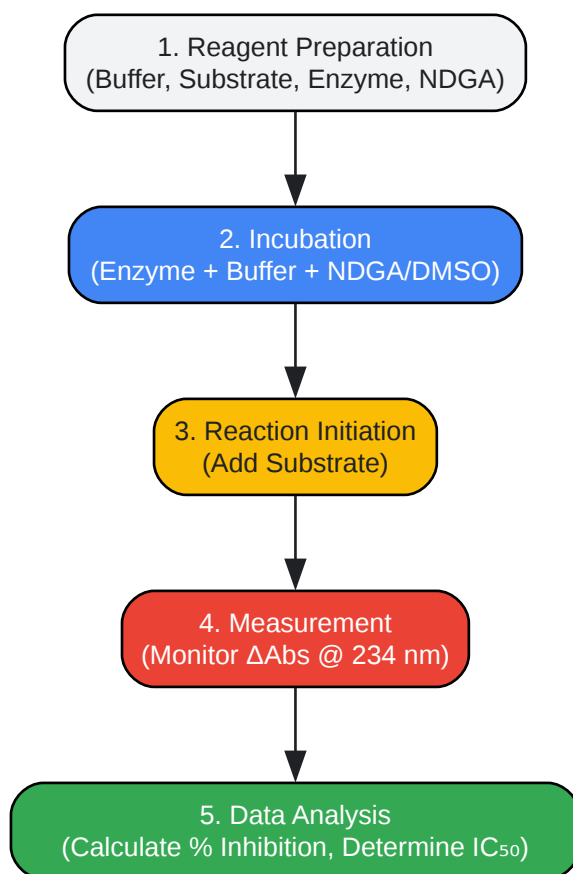 1. Reagent Preparation
(Buffer, Substrate, Enzyme, NDGA)
2. Incubation
(Enzyme + Buffer + NDGA/DMSO)
3. Reaction Initiation
(Add Substrate)
4. Measurement
(Monitor ΔAbs @ 234 nm)
5. Data Analysis
(Calculate % Inhibition, Determine IC₅₀)